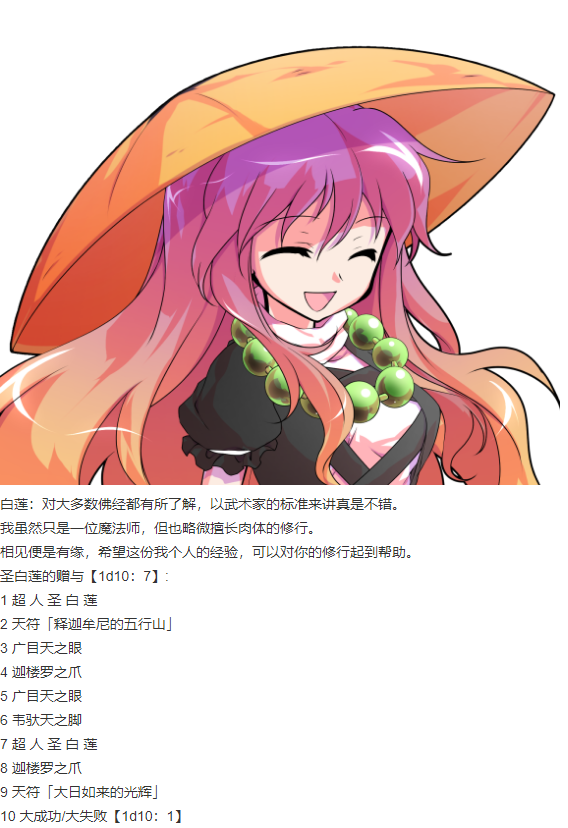 白莲：对大多数佛经都有所了解，以武术家的标准来讲真是不错。
我虽然只是一位魔法师，但也略微擅长肉体的修行。
相见便是有缘，希望这份我个人的经验，可以对你的修行起到帮助。
圣白莲的赠与【1d10：7】:
1 超 人 圣 白 莲
2 天符「释迦牟尼的五行山」
3 广目天之眼
4 迦楼罗之爪
5 广目天之眼
6 韦驮天之脚
7 超 人 圣 白 莲
8 迦楼罗之爪
9 天符「大日如来的光辉」
10 大成功/大失败【1d10：1】